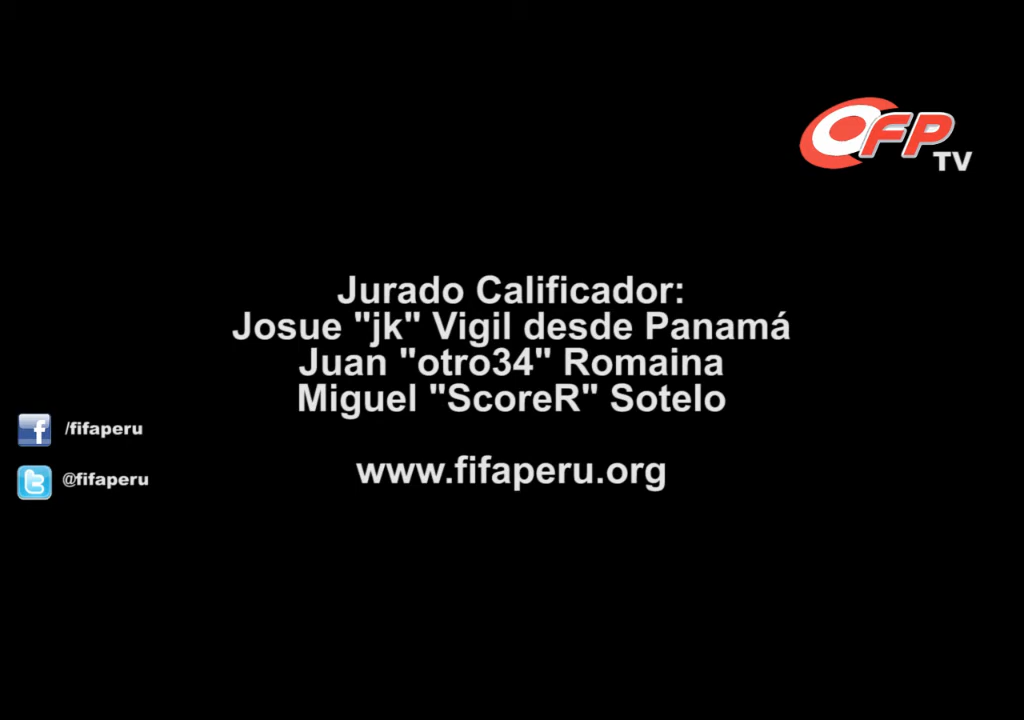 OFP
TV
Jurado Calificador:
Josue "jk" Vigil desde Panamá
Juan "otro34" Romaina
Miguel "ScoreR" Sotelo
/fifaperu
www.fifaperu.org
@fifaperu